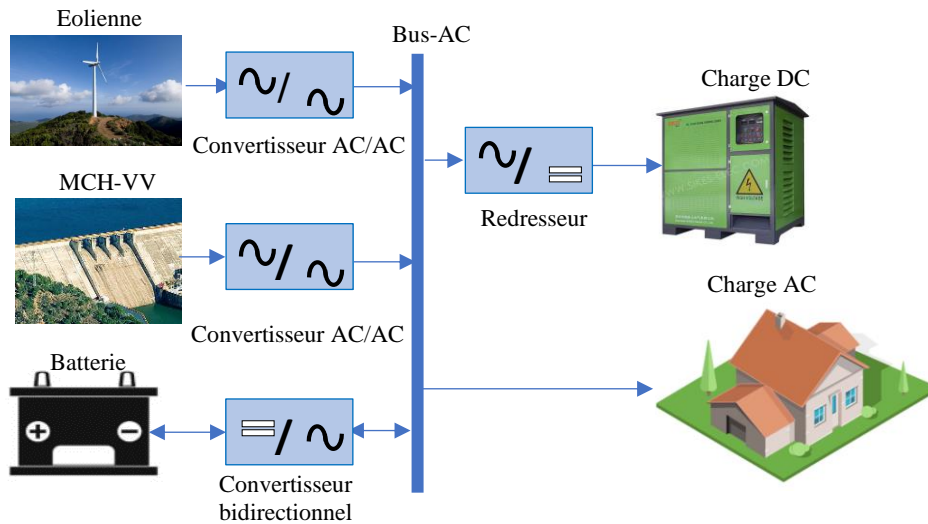 Eolienne
Bus-AC
Convertisseur AC/AC
MCH-VV
Convertisseur AC/AC
Batterie
Convertisseur
bidirectionnel
Redresseur
Charge DC
Charge AC